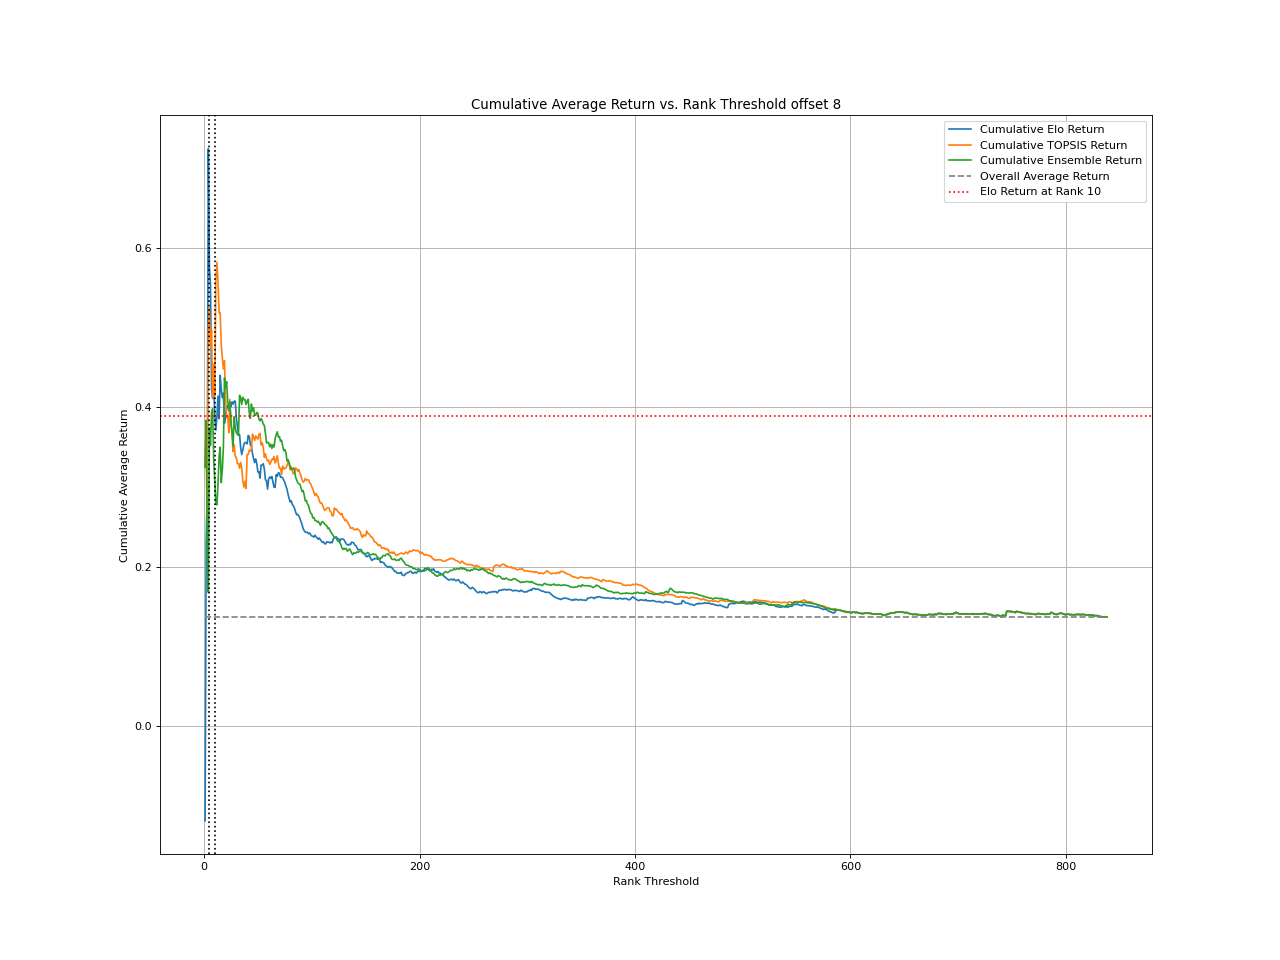 Cumulative Average Return vs. Rank Threshold offset 8
Cumulative Elo Return
Cumulative TOPSIS Return
Cumulative Ensemble Return
Overall Average Return
Elo Return at Rank 10
0.6
0.4
0.2
0.0
Cumulative Average Return
0
200
400
600
800
Rank Threshold